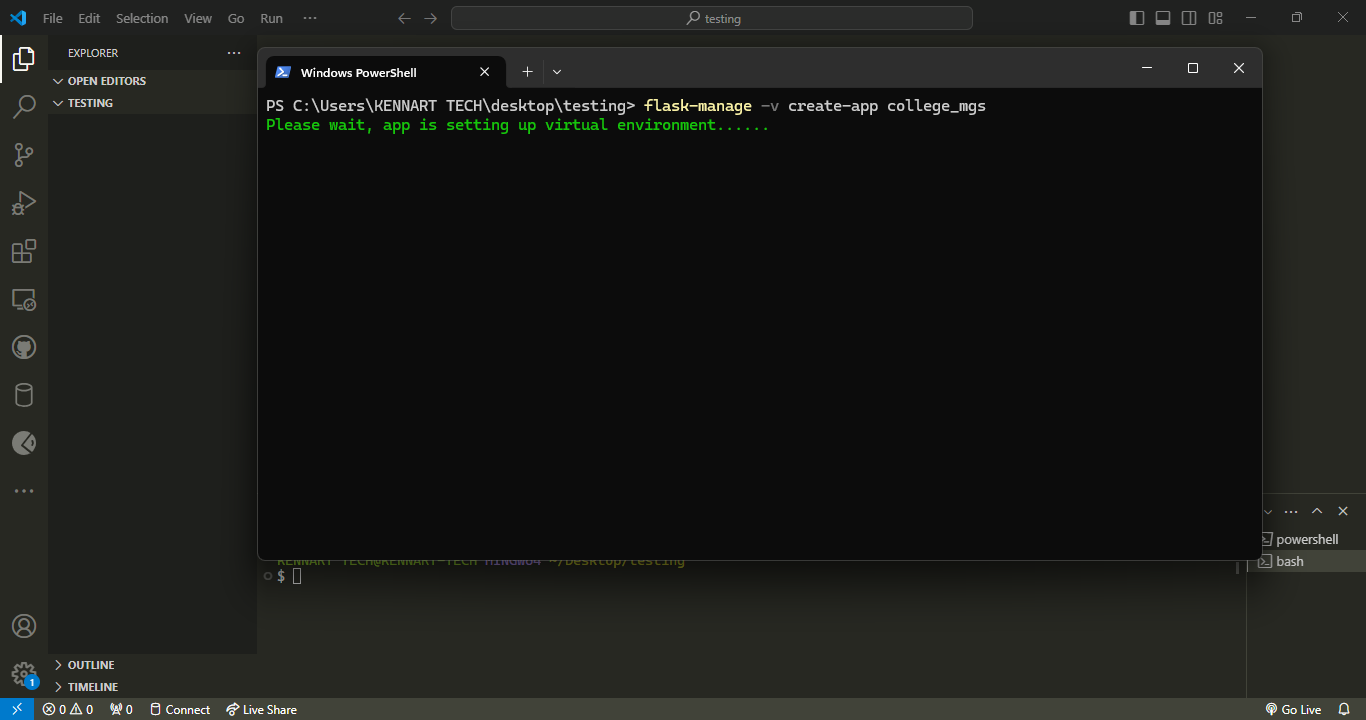 File Edit Selection View Go Run ···
testing
EXPLORER ···
OPEN EDITORS
TESTING
Windows PowerShell
PS C:\Users\KENNART TECH\desktop\testing> flask-manage -v create-app college_mgs
Please wait, app is setting up virtual environment......
powershell
KENNART TECH@KENNART-TECH MINGW64 ~/Desktop/testing
bash
$
OUTLINE
1
TIMELINE
0 0 0 Connect Live Share Go Live